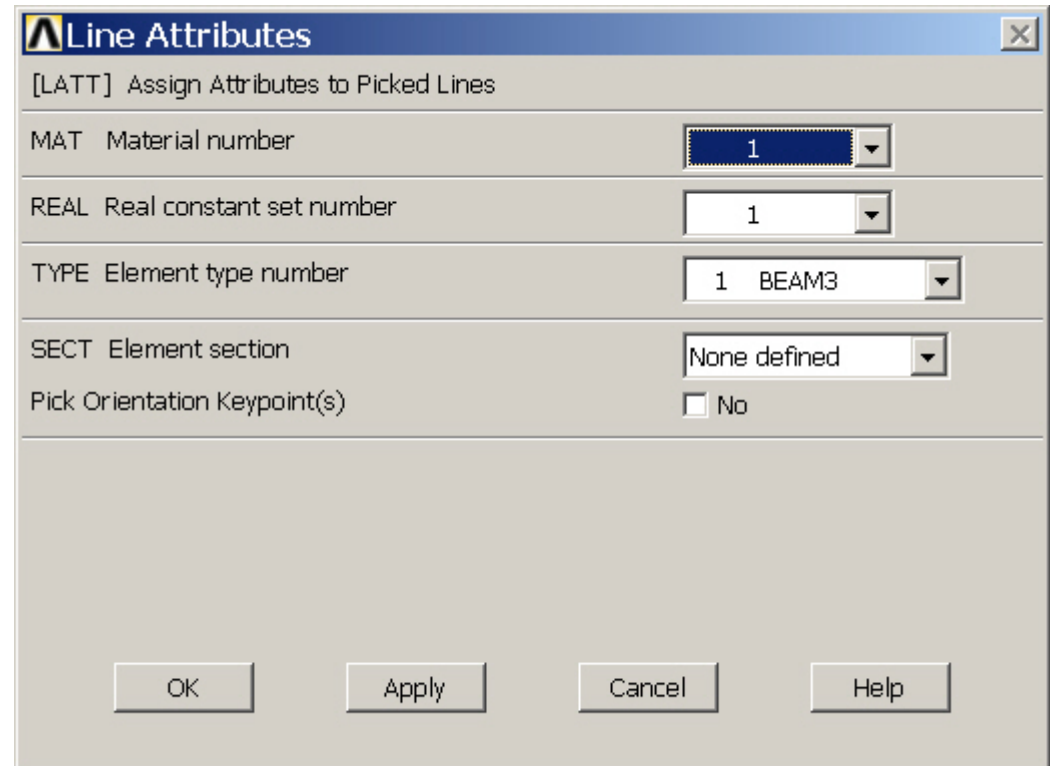 Line Attributes
[LATT] Assign Attributes to Picked Lines
MAT Material number 1
REAL Real constant set number 1
TYPE Element type number 1 BEAM3
SECT Element section None defined
Pick Orientation Keypoint(s) No
OK Apply Cancel Help